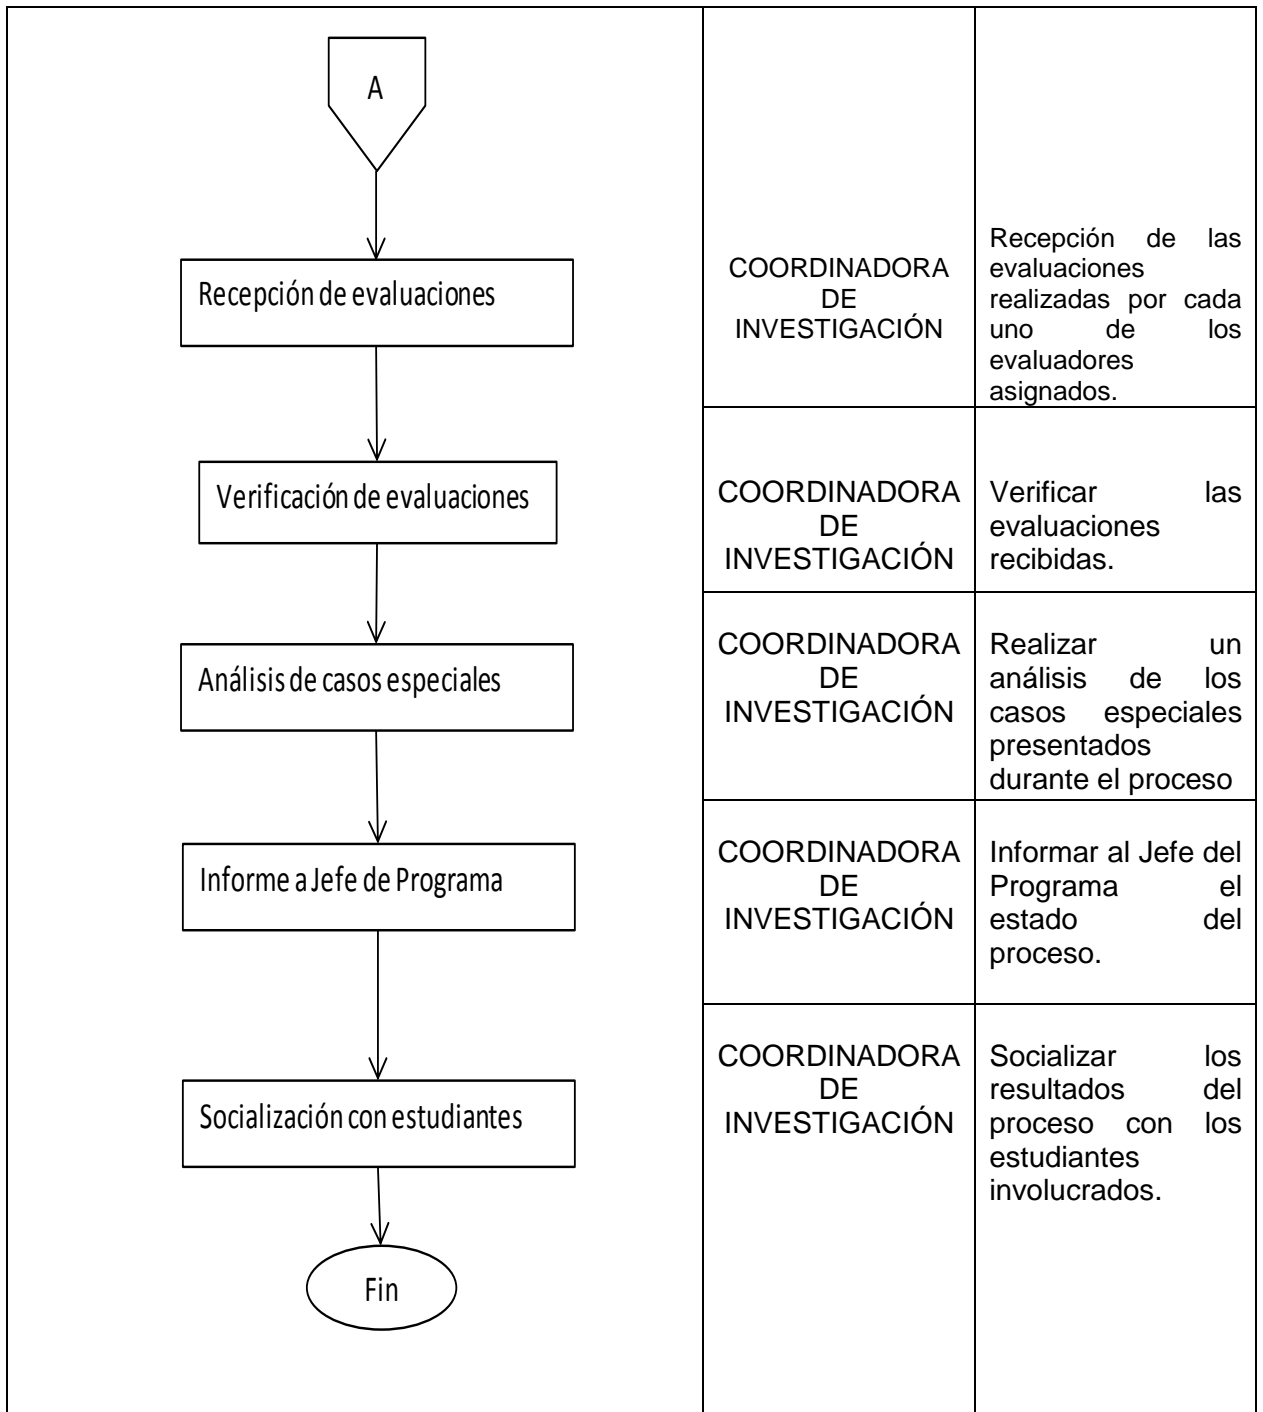 A
Recepción de evaluaciones
COORDINADORA
DE
INVESTIGACIÓN
Recepción de las
evaluaciones
realizadas por cada
uno de los
evaluadores
asignados.
Verificación de evaluaciones
COORDINADORA
DE
INVESTIGACIÓN
Verificar las
evaluaciones
recibidas.
Análisis de casos especiales
COORDINADORA
DE
INVESTIGACIÓN
Realizar un
análisis de los
casos especiales
presentados
durante el proceso
Informe a Jefe de Programa
COORDINADORA
DE
INVESTIGACIÓN
Informar al Jefe del
Programa el
estado del
proceso.
Socialización con estudiantes
COORDINADORA
DE
INVESTIGACIÓN
Socializar los
resultados del
proceso con los
estudiantes
involucrados.
Fin